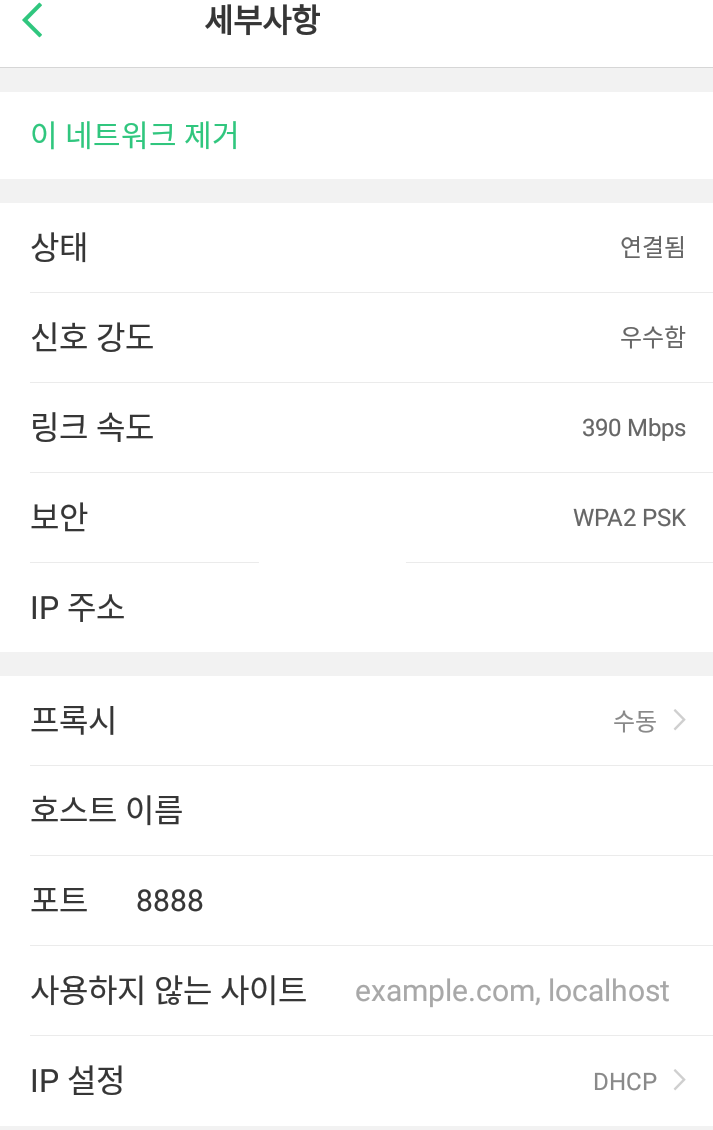 세부사항
이 네트워크 제거
상태 연결됨
신호 강도 우수함
링크 속도 390 Mbps
보안 WPA2 PSK
IP 주소
프록시 수동
호스트 이름
포트 8888
사용하지 않는 사이트 example.com, localhost
IP 설정 DHCP